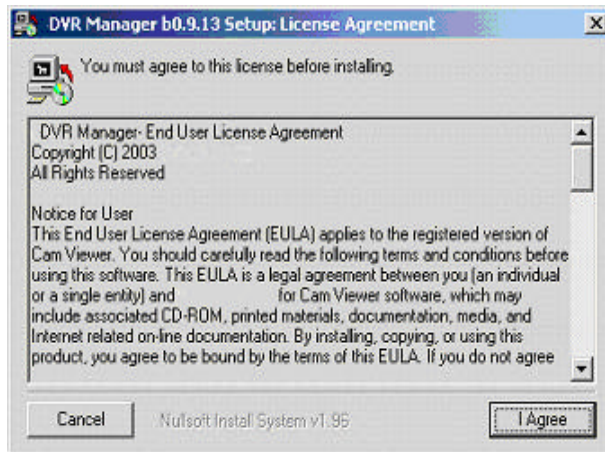 DVR Manager b0.9.13 Setup: License Agreement
You must agree to this license before installing.
DVR Manager- End User License Agreement
Copyright (C) 2003
All Rights Reserved
Notice for User
This End User License Agreement (EULA) applies to the registered version of
Cam Viewer. You should carefully read the following terms and conditions before
using this software. This EULA is a legal agreement between you (an individual
or a single entity) and for Cam Viewer software, which may
include associated CD-ROM, printed materials, documentation, media, and
Internet related on-line documentation. By installing, copying, or using this
product, you agree to be bound by the terms of this EULA. If you do not agree
Cancel
Nullsoft Install System v1.96
I Agree